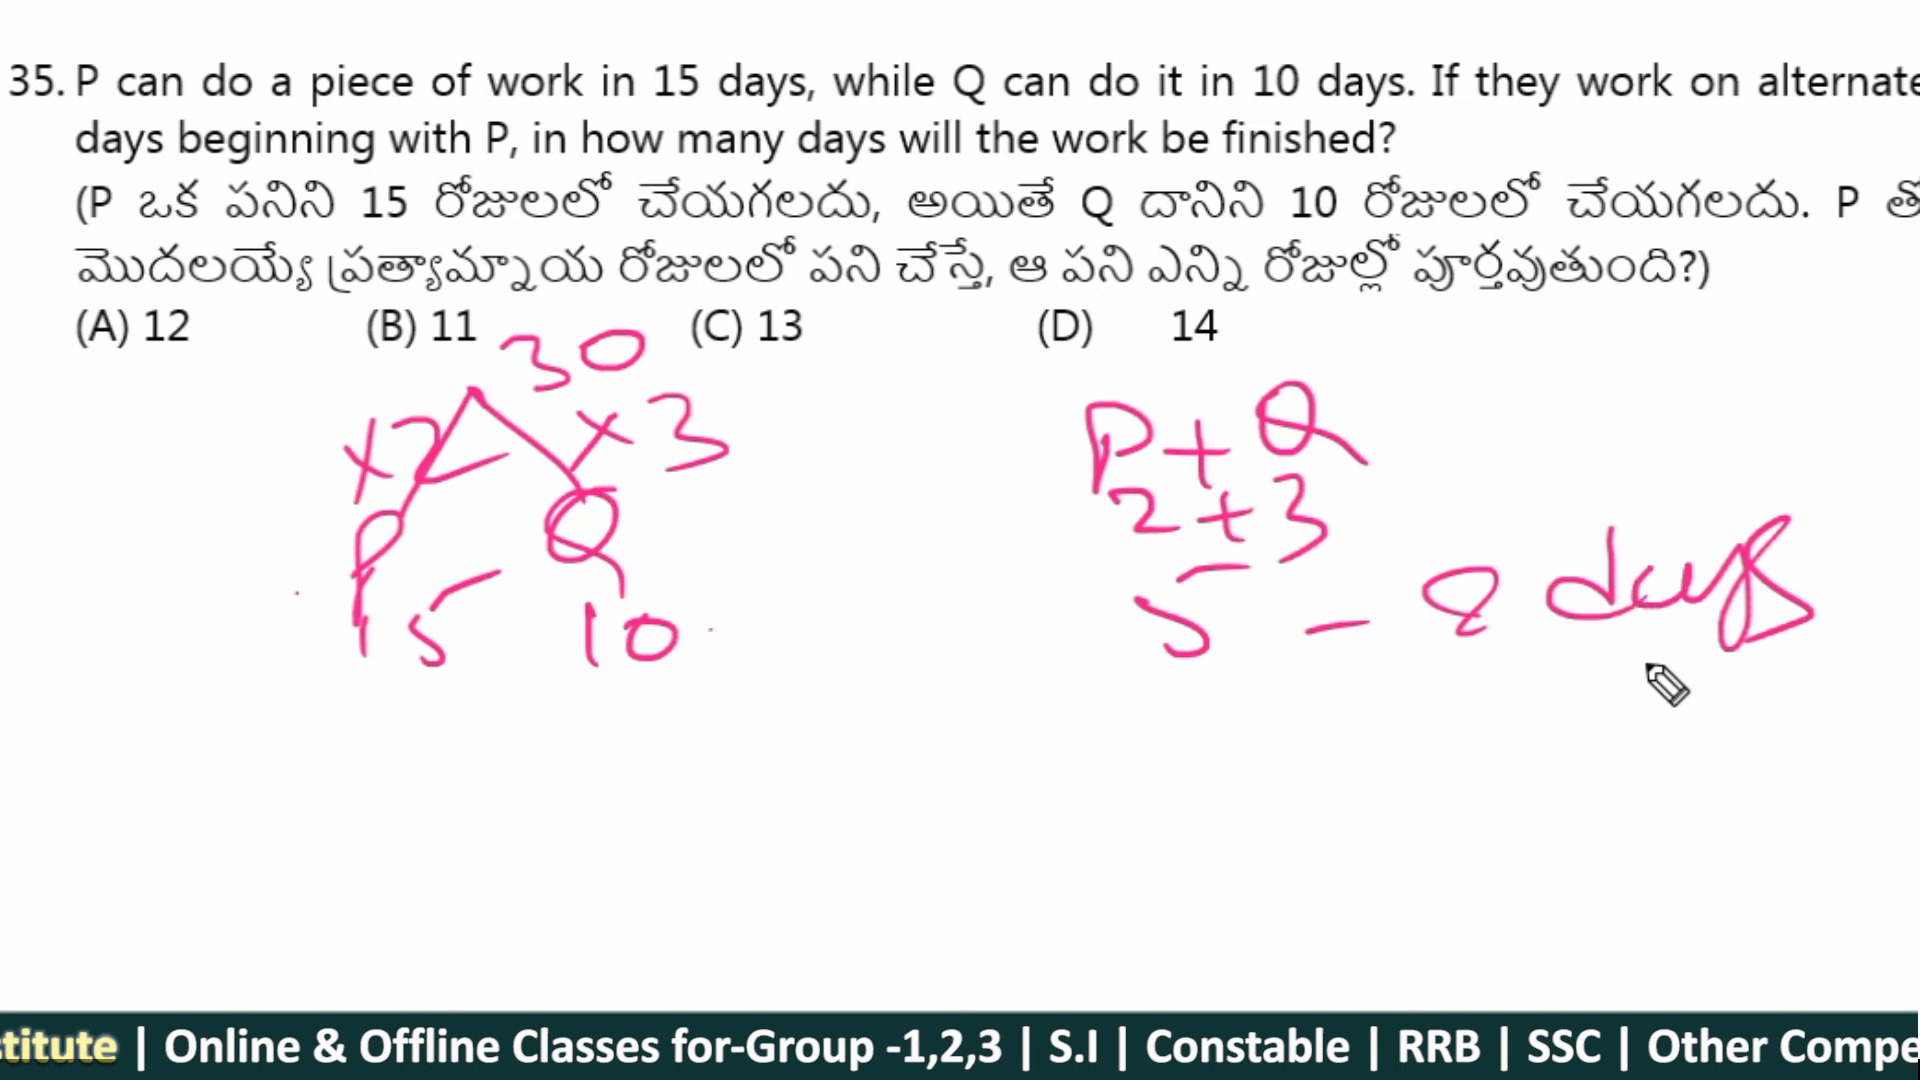 35. P can do a piece of work in 15 days, while Q can do it in 10 days. If they work on alternate
days beginning with P, in how many days will the work be finished?
(P ఒక పనిని 15 రోజులలో చేయగలదు, అయితే Q దానిని 10 రోజులలో చేయగలదు. P తో
మొదలయ్యే ప్రత్యామ్నాయ రోజులలో పని చేస్తే, ఆ పని ఎన్ని రోజుల్లో పూర్తవుతుంది?)
(A) 12 (B) 11 (C) 13 (D) 14
30
×2 ×3
P Q
15 10
P + Q
2 + 3
5 - 2 days
stitute | Online & Offline Classes for-Group -1,2,3 | S.I | Constable | RRB | SSC | Other Compe